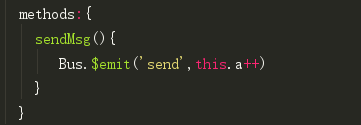 methods:{
sendMsg(){
Bus.$emit('send',this.a++)
}
}